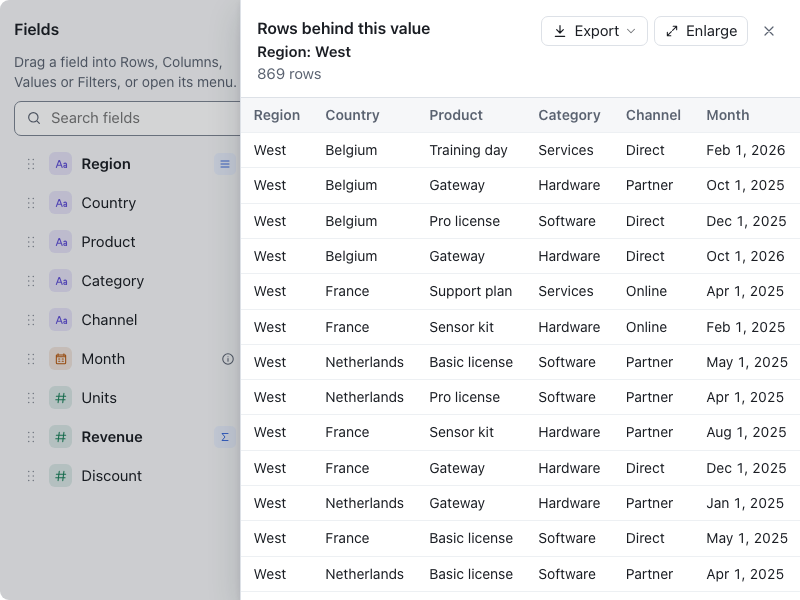 Fields
Drag a field into Rows, Columns,
Values or Filters, or open its menu.
Search fields
Aa Region
Aa Country
Aa Product
Aa Category
Aa Channel
Month
# Units
# Revenue Σ
# Discount
Rows behind this value
Region: West
869 rows
Export
Enlarge
Region Country Product Category Channel Month
West Belgium Training day Services Direct Feb 1, 2026
West Belgium Gateway Hardware Partner Oct 1, 2025
West Belgium Pro license Software Direct Dec 1, 2025
West Belgium Gateway Hardware Direct Oct 1, 2026
West France Support plan Services Online Apr 1, 2025
West France Sensor kit Hardware Online Feb 1, 2026
West Netherlands Basic license Software Partner May 1, 2025
West Netherlands Pro license Software Partner Apr 1, 2025
West France Sensor kit Hardware Partner Aug 1, 2025
West France Gateway Hardware Direct Dec 1, 2025
West Netherlands Gateway Hardware Partner Jan 1, 2025
West France Basic license Software Direct May 1, 2025
West Netherlands Basic license Software Partner Apr 1, 2025